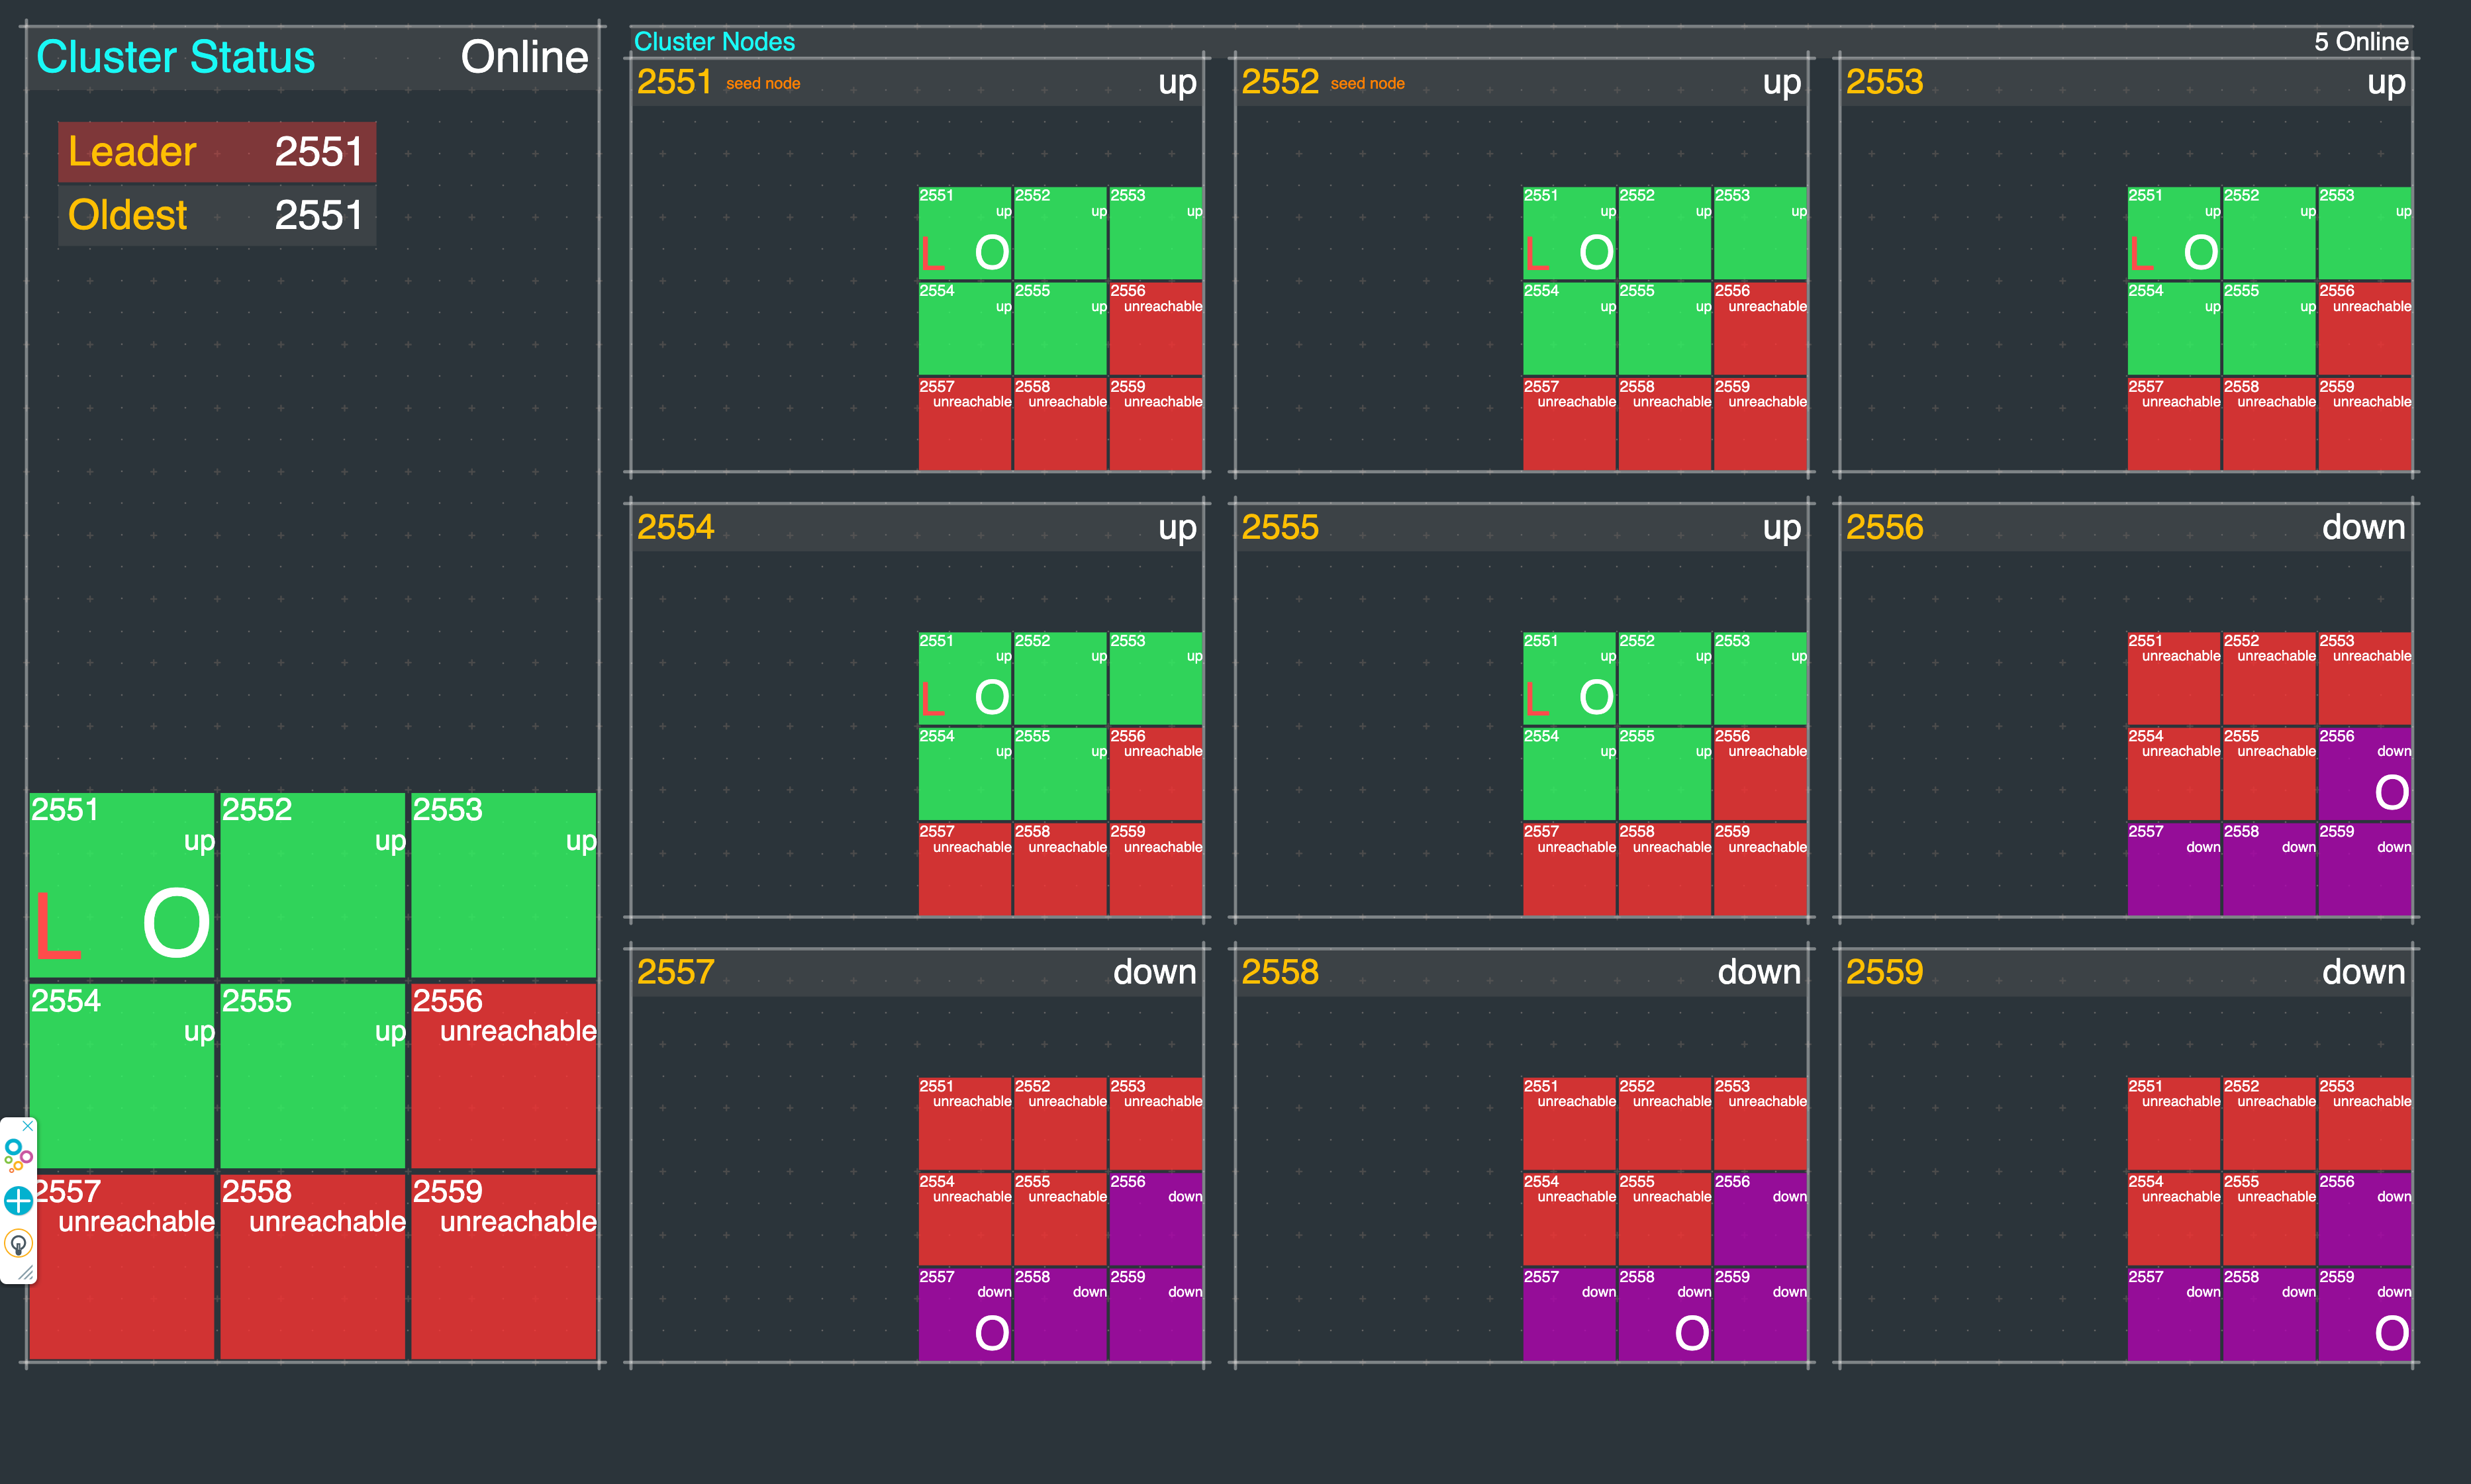 Cluster Status Online
Leader 2551
Oldest 2551
2551 2552 2553
up up up
L O
2554 2555 2556
up up unreachable
2557 2558 2559
unreachable unreachable unreachable
Cluster Nodes 5 Online
2551 seed node up
2551 2552 2553
up up up
L O
2554 2555 2556
up up unreachable
2557 2558 2559
unreachable unreachable unreachable
2552 seed node up
2551 2552 2553
up up up
L O
2554 2555 2556
up up unreachable
2557 2558 2559
unreachable unreachable unreachable
2553 up
2551 2552 2553
up up up
L O
2554 2555 2556
up up unreachable
2557 2558 2559
unreachable unreachable unreachable
2554 up
2551 2552 2553
up up up
L O
2554 2555 2556
up up unreachable
2557 2558 2559
unreachable unreachable unreachable
2555 up
2551 2552 2553
up up up
L O
2554 2555 2556
up up unreachable
2557 2558 2559
unreachable unreachable unreachable
2556 down
2551 2552 2553
unreachable unreachable unreachable
2554 2555 2556
unreachable unreachable down
O
2557 2558 2559
down down down
2557 down
2551 2552 2553
unreachable unreachable unreachable
2554 2555 2556
unreachable unreachable down
2557 2558 2559
down down down
O
2558 down
2551 2552 2553
unreachable unreachable unreachable
2554 2555 2556
unreachable unreachable down
2557 2558 2559
down down down
O
2559 down
2551 2552 2553
unreachable unreachable unreachable
2554 2555 2556
unreachable unreachable down
2557 2558 2559
down down down
O